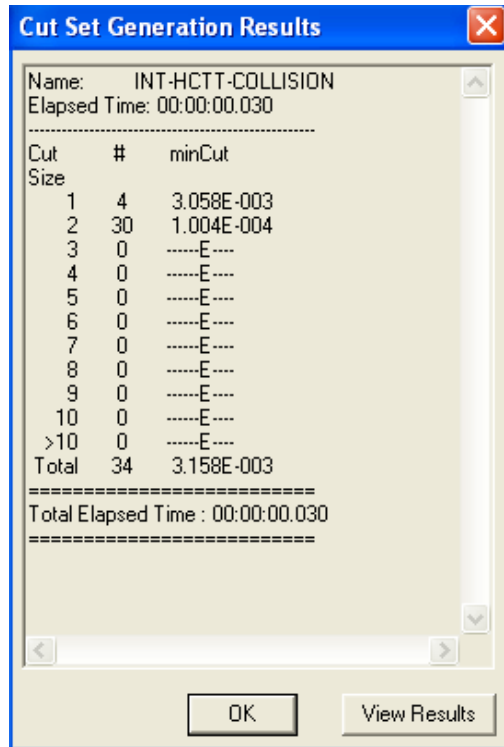 Cut Set Generation Results
Name: INT-HCTT-COLLISION
Elapsed Time: 00:00:00.030
----------------------------------------------------
Cut # minCut
Size
1 4 3.058E-003
2 30 1.004E-004
3 0 ------E----
4 0 ------E----
5 0 ------E----
6 0 ------E----
7 0 ------E----
8 0 ------E----
9 0 ------E----
10 0 ------E----
>10 0 ------E----
Total 34 3.158E-003
==========================
Total Elapsed Time : 00:00:00.030
==========================
OK View Results